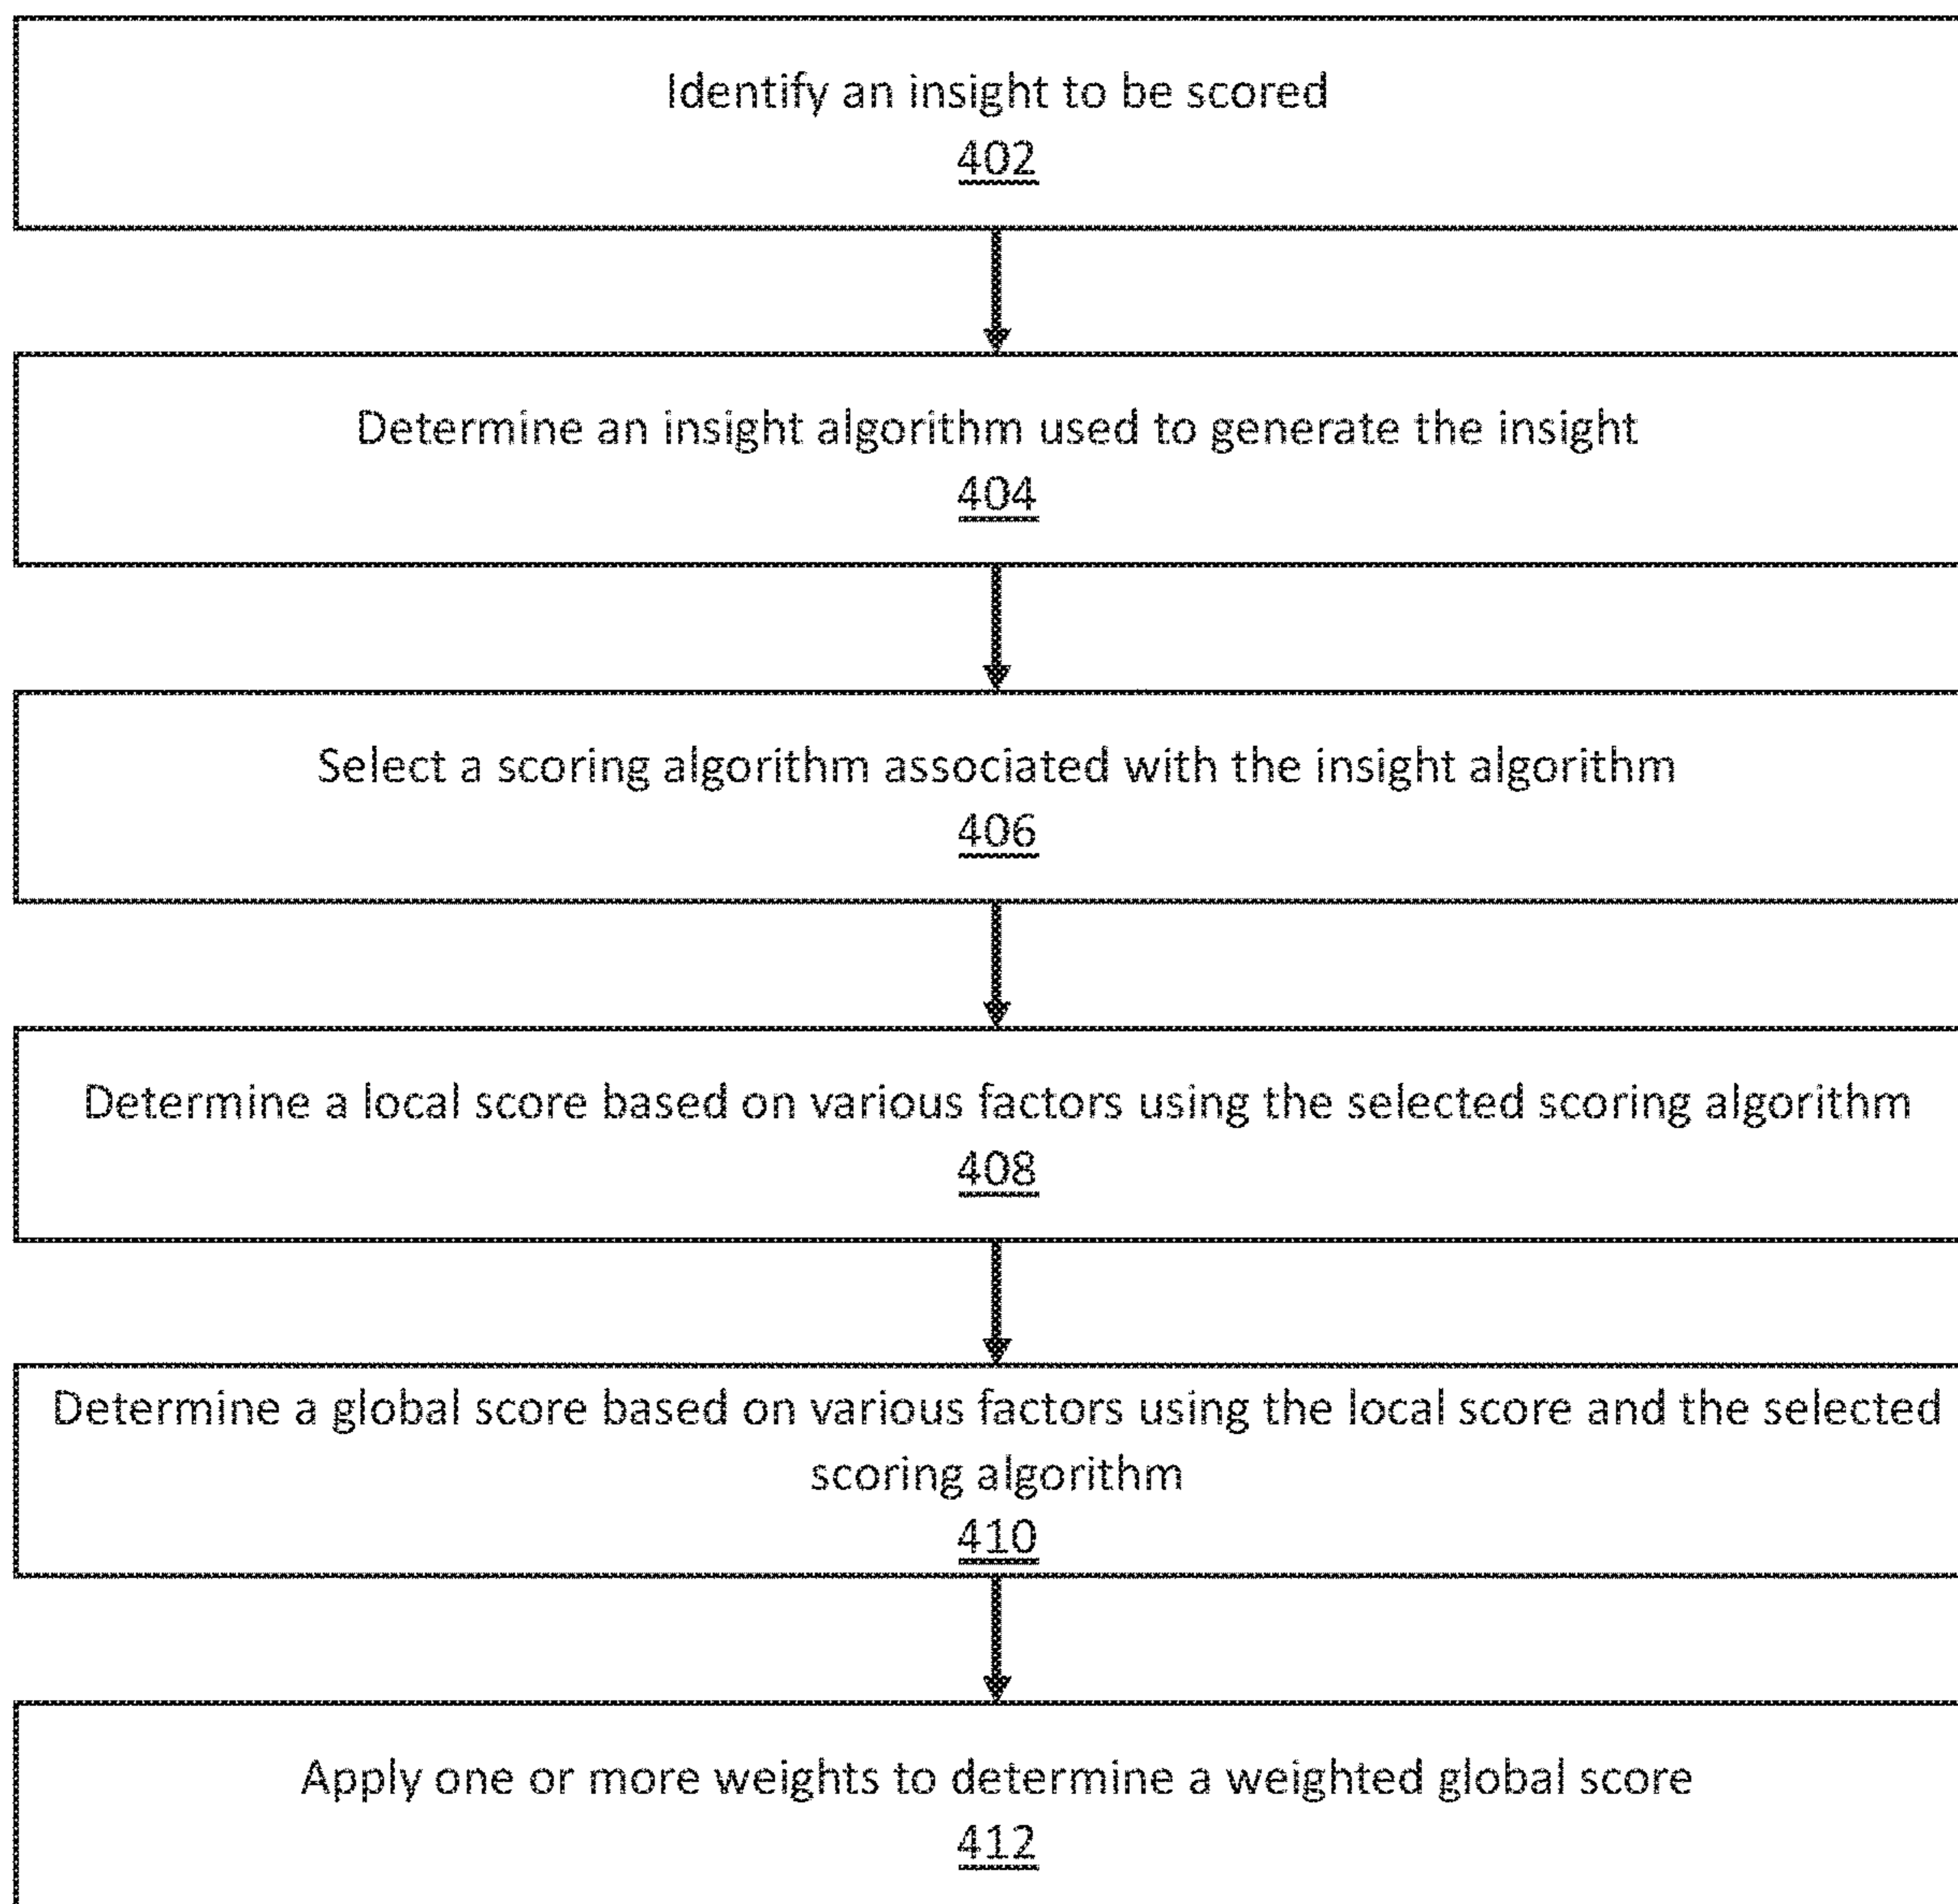 Identify an insight to be scored
402
Determine an insight algorithm used to generate the insight
404
Select a scoring algorithm associated with the insight algorithm
406
Determine a local score based on various factors using the selected scoring algorithm
408
Determine a global score based on various factors using the local score and the selected
scoring algorithm
410
Apply one or more weights to determine a weighted global score
412